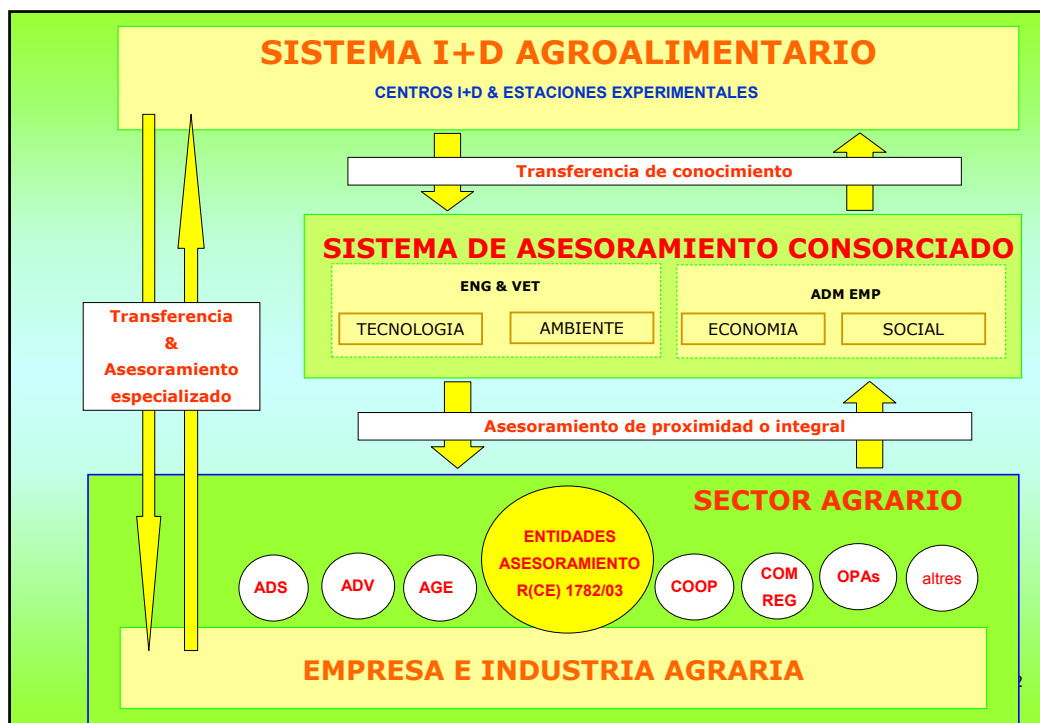 SISTEMA I+D AGROALIMENTARIO
CENTROS I+D & ESTACIONES EXPERIMENTALES
Transferencia de conocimiento
SISTEMA DE ASESORAMIENTO CONSORCIADO
ENG & VET
TECNOLOGIA
AMBIENTE
ADM EMP
ECONOMIA
SOCIAL
Transferencia
&
Asesoramiento
especializado
Asesoramiento de proximidad o integral
SECTOR AGRARIO
ADS
ADV
AGE
ENTIDADES
ASESORAMIENTO
R(CE) 1782/03
COOP
COM
REG
OPAs
altres
EMPRESA E INDUSTRIA AGRARIA
2